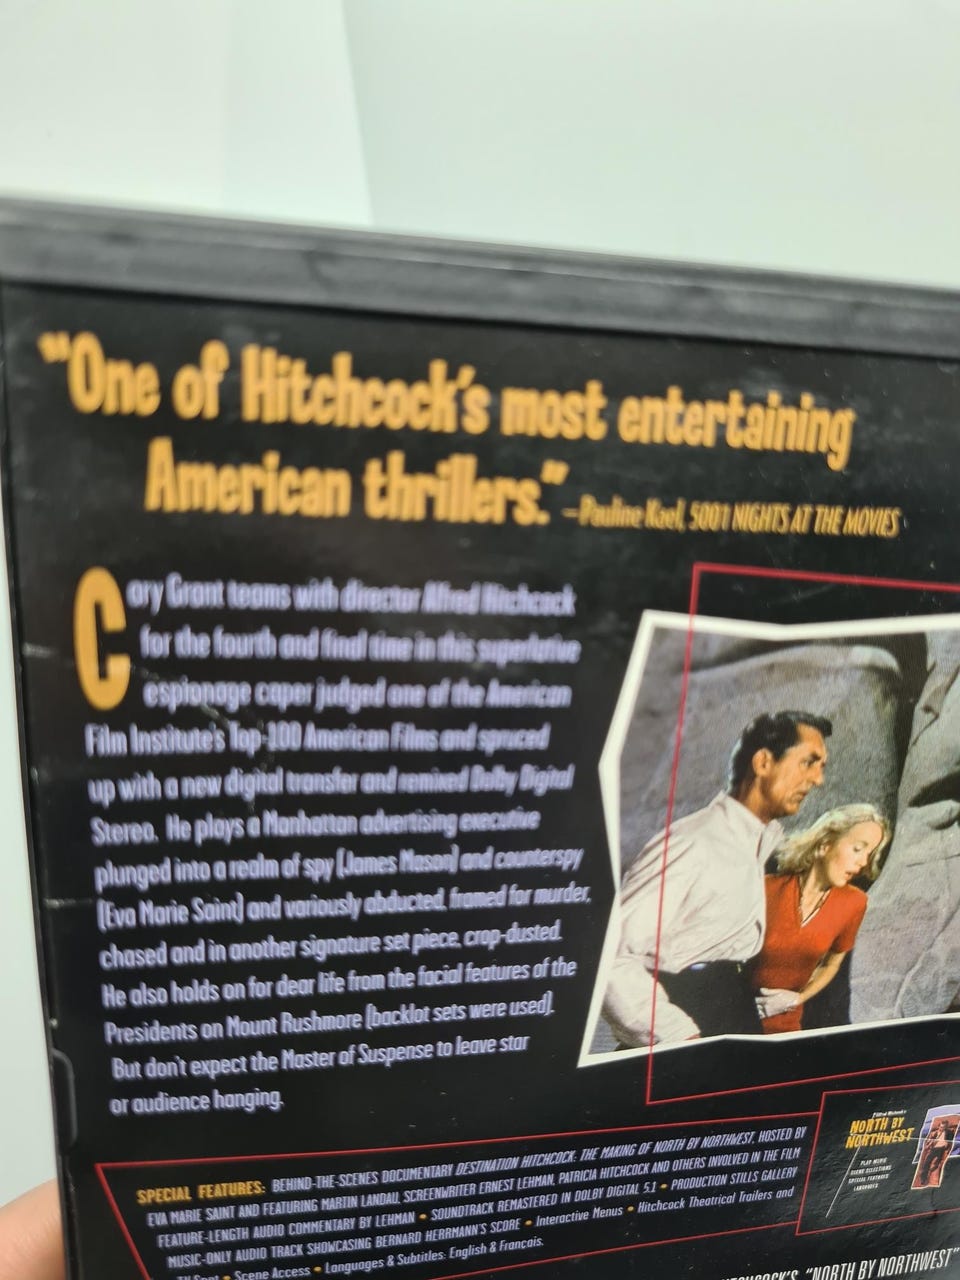 "One of Hitchcock's most entertaining
American thrillers." –Pauline Kael, 5001 NIGHTS AT THE MOVIES
Cary Grant teams with director Alfred Hitchcock
for the fourth and final time in this superlative
espionage caper judged one of the American
Film Institute's Top-100 American Films and spruced
up with a new digital transfer and remixed Dolby Digital
Stereo. He plays a Manhattan advertising executive
plunged into a realm of spy (James Mason) and counterspy
(Eva Marie Saint) and variously abducted, framed for murder,
chased and in another signature set piece, crop-dusted.
He also holds on for dear life from the facial features of the
Presidents on Mount Rushmore (backlot sets were used).
But don't expect the Master of Suspense to leave star
or audience hanging.
SPECIAL FEATURES: BEHIND-THE-SCENES DOCUMENTARY DESTINATION HITCHCOCK: THE MAKING OF NORTH BY NORTHWEST, HOSTED BY
EVA MARIE SAINT AND FEATURING MARTIN LANDAU, SCREENWRITER ERNEST LEHMAN, PATRICIA HITCHCOCK AND OTHERS INVOLVED IN THE FILM
FEATURE-LENGTH AUDIO COMMENTARY BY LEHMAN • SOUNDTRACK REMASTERED IN DOLBY DIGITAL 5.1 • PRODUCTION STILLS GALLERY
MUSIC-ONLY AUDIO TRACK SHOWCASING BERNARD HERRMANN'S SCORE • Interactive Menus • Hitchcock Theatrical Trailers and
TV Spot • Scene Access • Languages & Subtitles: English & Français.
NORTH BY
NORTHWEST
PLAY MOVIE
SCENE SELECTIONS
SPECIAL FEATURES
LANGUAGES
"NORTH BY NORTHWEST"